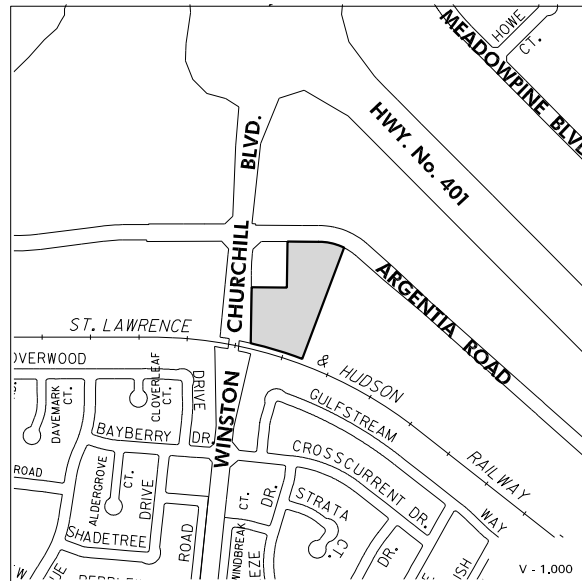 HOWE
CT.
MEADOWPINE BLVD
HWY. No. 401
BLVD.
CHURCHILL
WINSTON
ARGENTIA ROAD
ST. LAWRENCE
& HUDSON
RAILWAY
OVERWOOD
DRIVE
CLOVERLEAF
CT.
DAVEMARK
CT.
BAYBERRY
DR.
GULFSTREAM
WAY
CROSSCURRENT DR.
ROAD
ALDERGROVE
CT.
DRIVE
SHADETREE
ROAD
WINDBREAK
CT.
DR.
EZE
STRATA
CT.
DR.
SH
UE
W
V - 1,000